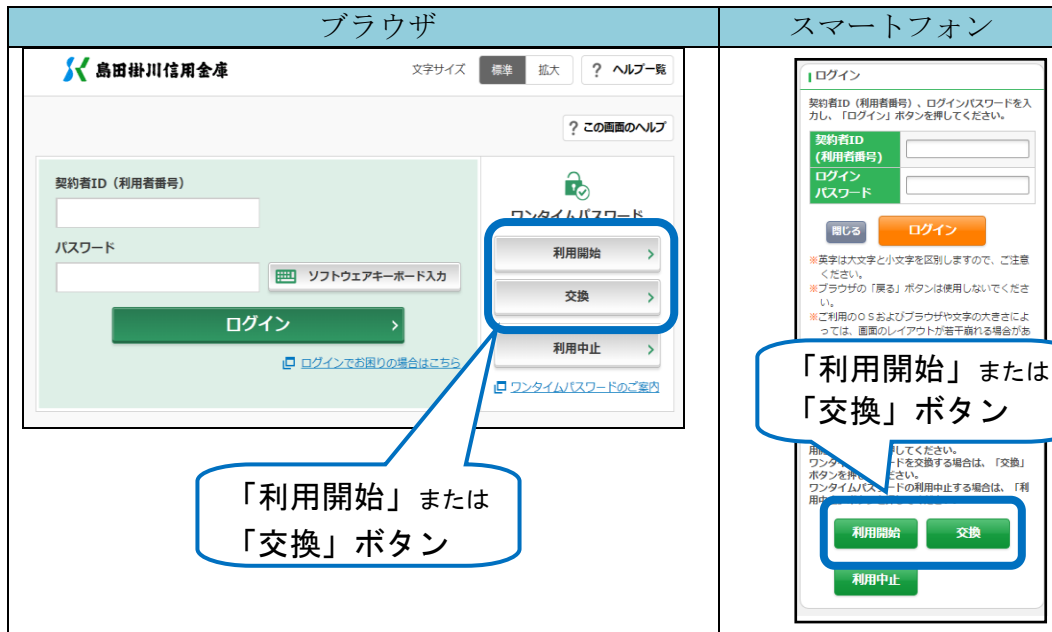 ブラウザ
島田掛川信用金庫
文字サイズ 標準 拡大 ? ヘルプ一覧
? この画面のヘルプ
契約者ID（利用者番号）
パスワード
ソフトウェアキーボード入力
ログイン
ログインでお困りの場合はこちら
ワンタイムパスワード
利用開始
交換
利用中止
ワンタイムパスワードのご案内
「利用開始」または
「交換」ボタン
スマートフォン
ログイン
契約者ID（利用者番号）、ログインパスワードを入
力し、「ログイン」ボタンを押してください。
契約者ID
(利用者番号)
ログイン
パスワード
閉じる ログイン
※英字は大文字と小文字を区別しますので、ご注意
ください。
※ブラウザの「戻る」ボタンは使用しないでくださ
い。
※ご利用のＯＳおよびブラウザや文字の大きさによ
っては、画面のレイアウトが若干崩れる場合があ
「利用開始」または
「交換」ボタン
してください。
ワンタ ードを交換する場合は、「交換」
ボタンを押 さい。
ワンタイムパス ードの利用中止する場合は、「利
利用開始 交換
利用中止